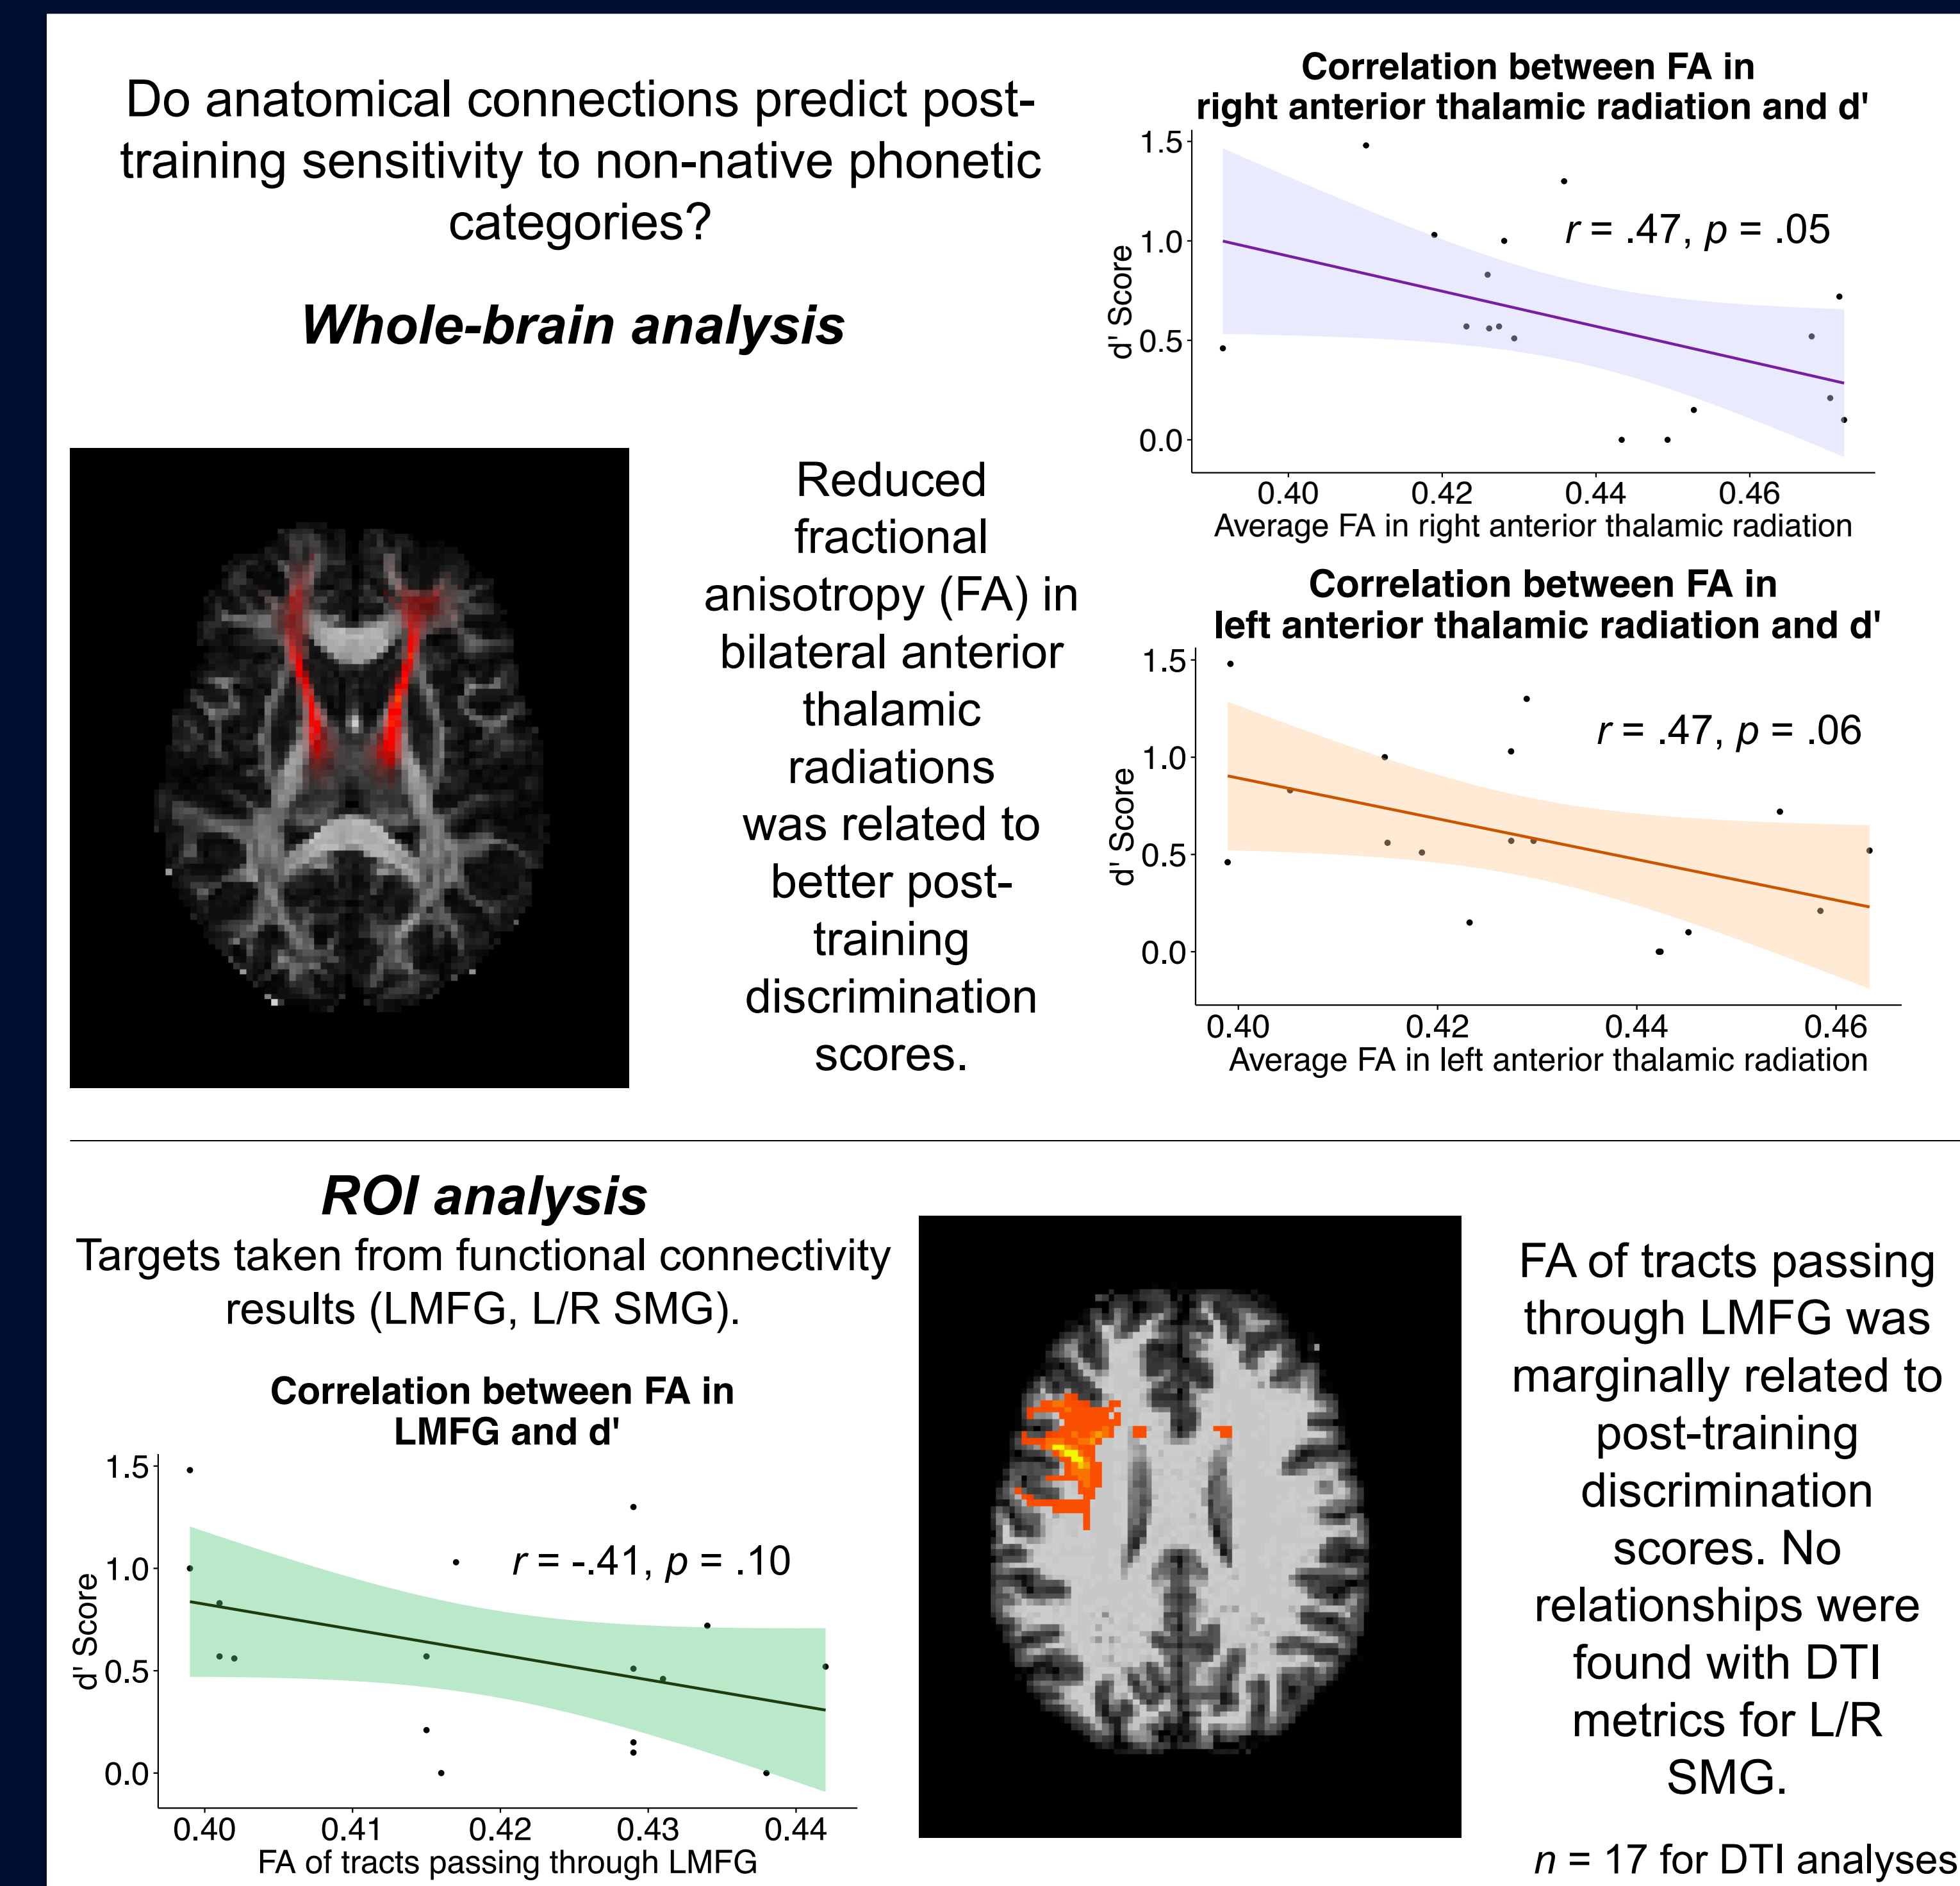 Do anatomical connections predict post-
training sensitivity to non-native phonetic
categories?
Whole-brain analysis
Reduced
fractional
anisotropy (FA) in
bilateral anterior
thalamic
radiations
was related to
better post-
training
discrimination
scores.
Correlation between FA in
right anterior thalamic radiation and d'
r = .47, p = .05
d' Score
1.5
1.0
0.5
0.0
0.40 0.42 0.44 0.46
Average FA in right anterior thalamic radiation
Correlation between FA in
left anterior thalamic radiation and d'
r = .47, p = .06
d' Score
1.5
1.0
0.5
0.0
0.40 0.42 0.44 0.46
Average FA in left anterior thalamic radiation
ROI analysis
Targets taken from functional connectivity
results (LMFG, L/R SMG).
Correlation between FA in
LMFG and d'
r = -.41, p = .10
d' Score
1.5
1.0
0.5
0.0
0.40 0.41 0.42 0.43 0.44
FA of tracts passing through LMFG
FA of tracts passing
through LMFG was
marginally related to
post-training
discrimination
scores. No
relationships were
found with DTI
metrics for L/R
SMG.
n = 17 for DTI analyses